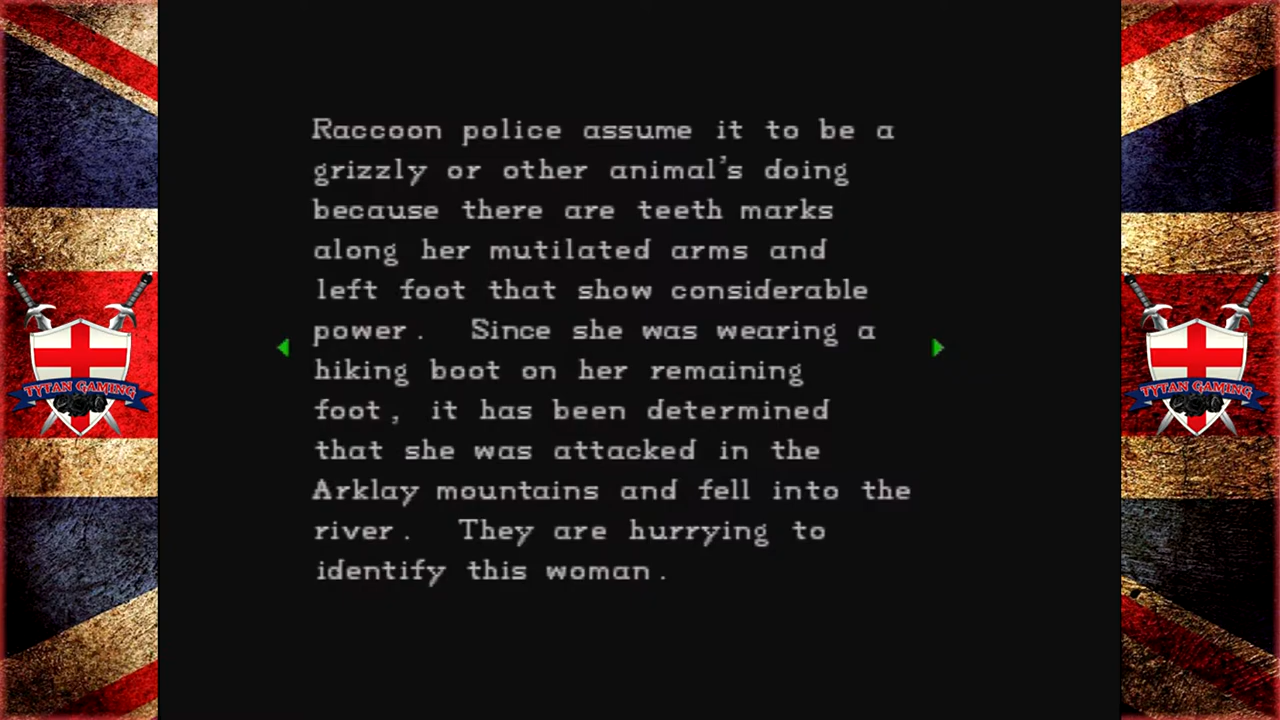 Raccoon police assume it to be a
grizzly or other animal's doing
because there are teeth marks
along her mutilated arms and
left foot that show considerable
power. Since she was wearing a
hiking boot on her remaining
foot, it has been determined
that she was attacked in the
Arklay mountains and fell into the
river. They are hurrying to
identify this woman.
TYTAN GAMING
TYTAN GAMING